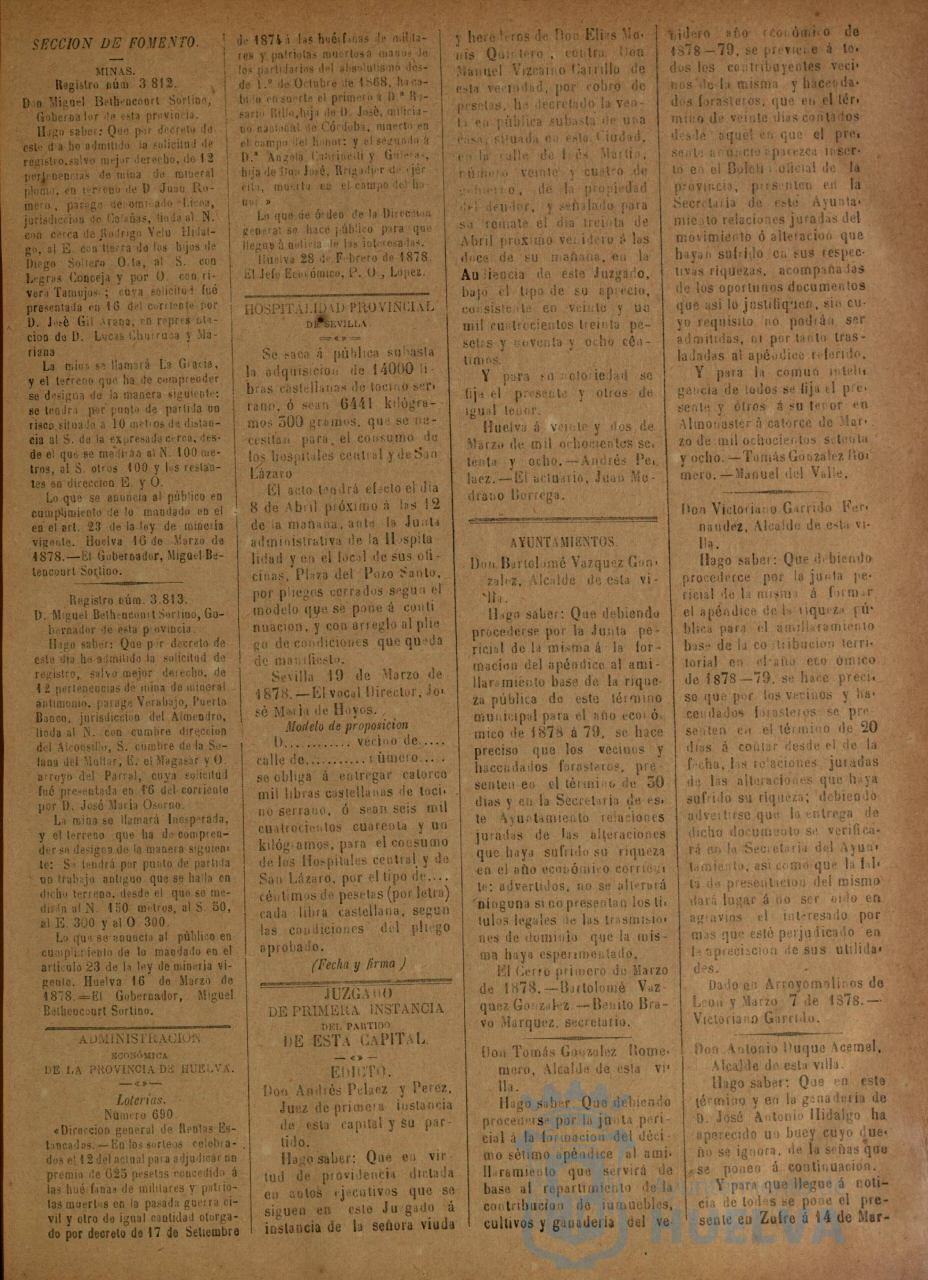 SECCION DE FOMENTO.
MINAS.
Registro núm. 3 812.
Don Miguel Bethencourt Sortino,
Gobernador de esta provincia.
Hago saber: Que por decreto de
este dia he admitido la solicitud de
registro, salvo mejor derecho, de 12
pertenencias de mina de mineral
plomo, en terreno de D Juan Ro-
mero, parage denominado
jurisdiccion de Calañas, linda al N.
con cerca de Rodrigo Velo Hidal-
go, al E. con tierra de los hijos de
Diego Soltero al S. con
Legras Conceja y por O. con ri-
vera Tamujos; cuya solicitud fué
presentada en 16 del corriente por
D. José Gil Arana, en representa-
cion de D. Lucas Churruca y Ma-
riana
La mina se llamará La Gracia,
y el terreno que ha de comprender
se designa de la manera siguiente:
se tendrá por punto de partida un
risco situado á 10 metros de distan-
cia al S. de la expresada cerca, des-
de el que se medirán al N. 100 me-
tros, al S. otros 100 y los restan-
tes en direccion E. y O.
Lo que se anuncia al público en
cumplimiento de lo mandado en el
en el art. 23 de la ley de mineria
vigente. Huelva 16 de Marzo de
1878.—El Gobernador, Miguel Be-
tencourt Sortino.
Registro núm. 3.813.
D. Miguel Bethencourt Sortino, Go-
bernador de esta provincia.
Hago saber: Que por decreto de
este dia he admitido la solicitud de
registro, salvo mejor derecho, de
12 pertenencias de mina de mineral
antimonio, parage Verabajo, Puerto
Banco, jurisdiccion del Almendro,
linda al N. con cumbre direccion
del Alconsillo, S. cumbre de la So-
lana del Mollar, E. el Magasar y O.
arroyo del Parral, cuya solicitud
fué presentada en 16 del corriente
por D. José Maria Osorno.
La mina se llamará Inesperada,
y el terreno que ha de compren-
der se designa de la manera siguien-
te: Se tendrá por punto de partida
un trabajo antiguo que se halla en
dicho terreno, desde el que se me-
dirán al N. 150 metros, al S. 50,
al E. 300 y al O 300.
Lo que se anuncia al público en
cumplimiento de lo mandado en el
articulo 23 de la ley de mineria vi-
gente. Huelva 16 de Marzo de
1878.=El Gobernador, Miguel
Bethencourt Sortino.
ADMINISTRACION
ECONÓMICA
DE LA PROVINCIA DE HUELVA.
—«»—
Loterias.
Número 690
«Direccion general de Rentas Es-
tancadas.—En los sorteos celebra-
dos el 12 del actual para adjudicar un
premio de 625 pesetas concedido á
las huérfanas de militares y patrio-
tas muertos en la pasada guerra ci-
vil y otro de igual cantidad otorga-
do por decreto de 17 de Setiembre
de 1874 á las huérfanas de milita-
res y patriotas muertos á manos de
los partidarios del absolutismo des-
de 1.º de Octubre de 1868, ha ca-
bido en suerte el primero á D.ª Ro-
sario Rillo, hija de D. José, milicia-
no nacional de Córdoba, muerto en
el campo del honor; y el segundo á
D.ª Angela
hija de Don José, Brigadier de ejér-
cito, muerto en el campo del ho-
nor.»
Lo que de órden de la Direccion
general se hace público para que
llegue á noticia de las interesadas.
Huelva 28 de Febrero de 1878.
El Jefe Económico, P. O., Lopez.
HOSPITALIDAD PROVINCIAL
DE SEVILLA
—«»—
Se saca á pública subasta
la adquisicion de 14000 li-
bras castellanas de tocino ser-
rano, ó sean 6441 kilógra-
mos 300 gramos, que se ne-
cesitan para el consumo de
los hospitales central y de San
Lázaro
El acto tendrá efecto el dia
8 de Abril próximo á las 12
de la mañana, ante la Junta
administrativa de la Hospita
lidad y en el local de sus ofi-
cinas, Plaza del Pozo Santo,
por pliegos cerrados segun el
modelo que se pone á conti
nuacion, y con arreglo al plie
go de condiciones que queda
de manifiesto.
Sevilla 19 de Marzo de
1878.—El vocal Director, Jo-
sé Maria de Hoyos.
Modelo de proposicion
D........... vecino de.....
calle de.......... número.....
se obliga á entregar catorce
mil libras castellanas de toci-
no serrano, ó sean seis mil
cuatrocientos cuarenta y un
kilógramos, para el consumo
de los Hospitales central y de
San Lázaro, por el tipo de....
céntimos de pesetas (por letra)
cada libra castellana, segun
las condiciones del pliego
aprobado.
(Fecha y firma )
JUZGADO
DE PRIMERA INSTANCIA
DEL PARTIDO
DE ESTA CAPITAL.
—«»—
EDICTO.
Don Andrés Pelaez y Perez,
Juez de primera instancia
de esta capital y su par-
tido.
Hago saber: Que en vir
tud de providencia dictada
en autos ejecutivos que se
siguen en este Juzgado á
instancia de la señora viuda
y herederos de Don Elias Mo-
nis Quintero, contra Don
Manuel Vizcaino Carrillo de
esta vecindad, por cobro de
pesetas, he decretado la ven-
ta en pública subasta de una
casa, situada en esta Ciudad,
en la calle de Inés Martin,
número veinte y cuatro de
gobierno, de la propiedad
del deudor, y señalado para
su remate el dia treinta de
Abril próximo venidero á las
doce de su mañana, en la
Audiencia de este Juzgado,
bajo el tipo de su aprecio,
consistente en veinte y un
mil cuatrocientos treinta pe-
setas y noventa y ocho cén-
timos.
Y para su notoriedad se
fija el presente y otros de
igual tenor.
Huelva á veinte y dos de
Marzo de mil ochocientos se-
tenta y ocho.—Andrés Pe-
laez.—El actuario, Juan Me-
drano Borrega.
AYUNTAMIENTOS.
Don Bartolomé Vazquez Gon-
zalez, Alcalde de esta vi-
lla.
Hago saber: Que debiendo
procederse por la Junta pe-
ricial de la misma á la for-
macion del apéndice al ami-
llaramiento base de la rique-
za pública de este término
municipal para el año econó-
mico de 1878 á 79, se hace
preciso que los vecinos y
hacendados forasteros, pre-
senten en el término de 30
dias y en la Secretaria de es-
te Ayuntamiento relaciones
juradas de las alteraciones
que haya sufrido su riqueza
en el año económico corrien-
te; advertidos, no se alterará
ninguna si no presentan los ti-
tulos legales de las trasmisio-
nes de dominio que la mis-
ma haya esperimentado.
El Cerro primero de Marzo
de 1878.—Bartolomé Vaz-
quez Gonzalez.—Benito Bra-
vo Marquez, secretario.
Don Tomás Gonzalez Rome-
mero, Alcalde de esta vi-
lla.
Hago saber Que debiendo
procederse por la junta peri-
cial á la formacion del déci
mo sétimo apéndice al ami-
llaramiento que servirá de
base al repartimiento de la
contribucion de inmuebles,
cultivos y ganaderia del ve-
nidero año económico de
1878-79, se previene á to-
dos los contribuyentes veci-
nos de la misma y hacenda-
dos forasteros, que en el tér-
mino de veinte dias contados
desde aquel en que el pre-
sente anuncio aparezca inser-
to en el Boletin oficial de la
provincia, presenten en la
Secretaria de este Ayunta-
miento relaciones juradas del
movimiento ó alteracion que
hayan sufrido en sus respec-
tivas riquezas, acompañadas
de los oportunos documentos
que asi lo justifiquen, sin cu-
yo requisito no podrán ser
admitidas, ni por tanto tras-
ladadas al apéndice referido.
Y para la comun inteli
gencia de todos se fija el pre-
sente y otros á su tenor en
Almonaster á catorce de Mar-
zo de mil ochocientos setenta
y ocho.—Tomás Gonzalez Ro-
mero.—Manuel del Valle.
Don Victoriano Garrido Fer-
nandez, Alcalde de esta vi-
lla.
Hago saber: Que debiendo
procederce por la junta pe-
ricial de la misma á formar
el apéndice de la riqueza pú-
blica para el amillaramiento
base de la contribucion terri-
torial en el año económico
de 1878-79, se hace preci-
so que por los vecinos y ha-
cendados forasteros se pre-
senten en el término de 20
dias á contar desde el de la
fecha, las relaciones juradas
de las alteraciones que haya
sufrido su riqueza; debiendo
advertirse que la entrega de
dicho documento se verifica-
rá en la Secretaria del Ayun-
tamiento, asi como que la fal-
ta de presentacion del mismo
dará lugar á no ser oido en
agravios el interesado por
mas que esté perjudicado en
la apreciacion de sus utilida-
des.
Dado en Arroyomolinos de
Leon y Marzo 7 de 1878.—
Victoriano Garrido.
Don Antonio Duque Acemel,
Alcalde de esta villa.
Hago saber: Que en este
término y en la ganaderia de
D. José Antonio Hidalgo ha
aparecido un buey cuyo due-
ño se ignora, de la señas que
se ponen á continuacion.
Y para que llegue á noti-
cia de todos se pone el pre-
sente en Zufre á 14 de Mar-
HUELVA